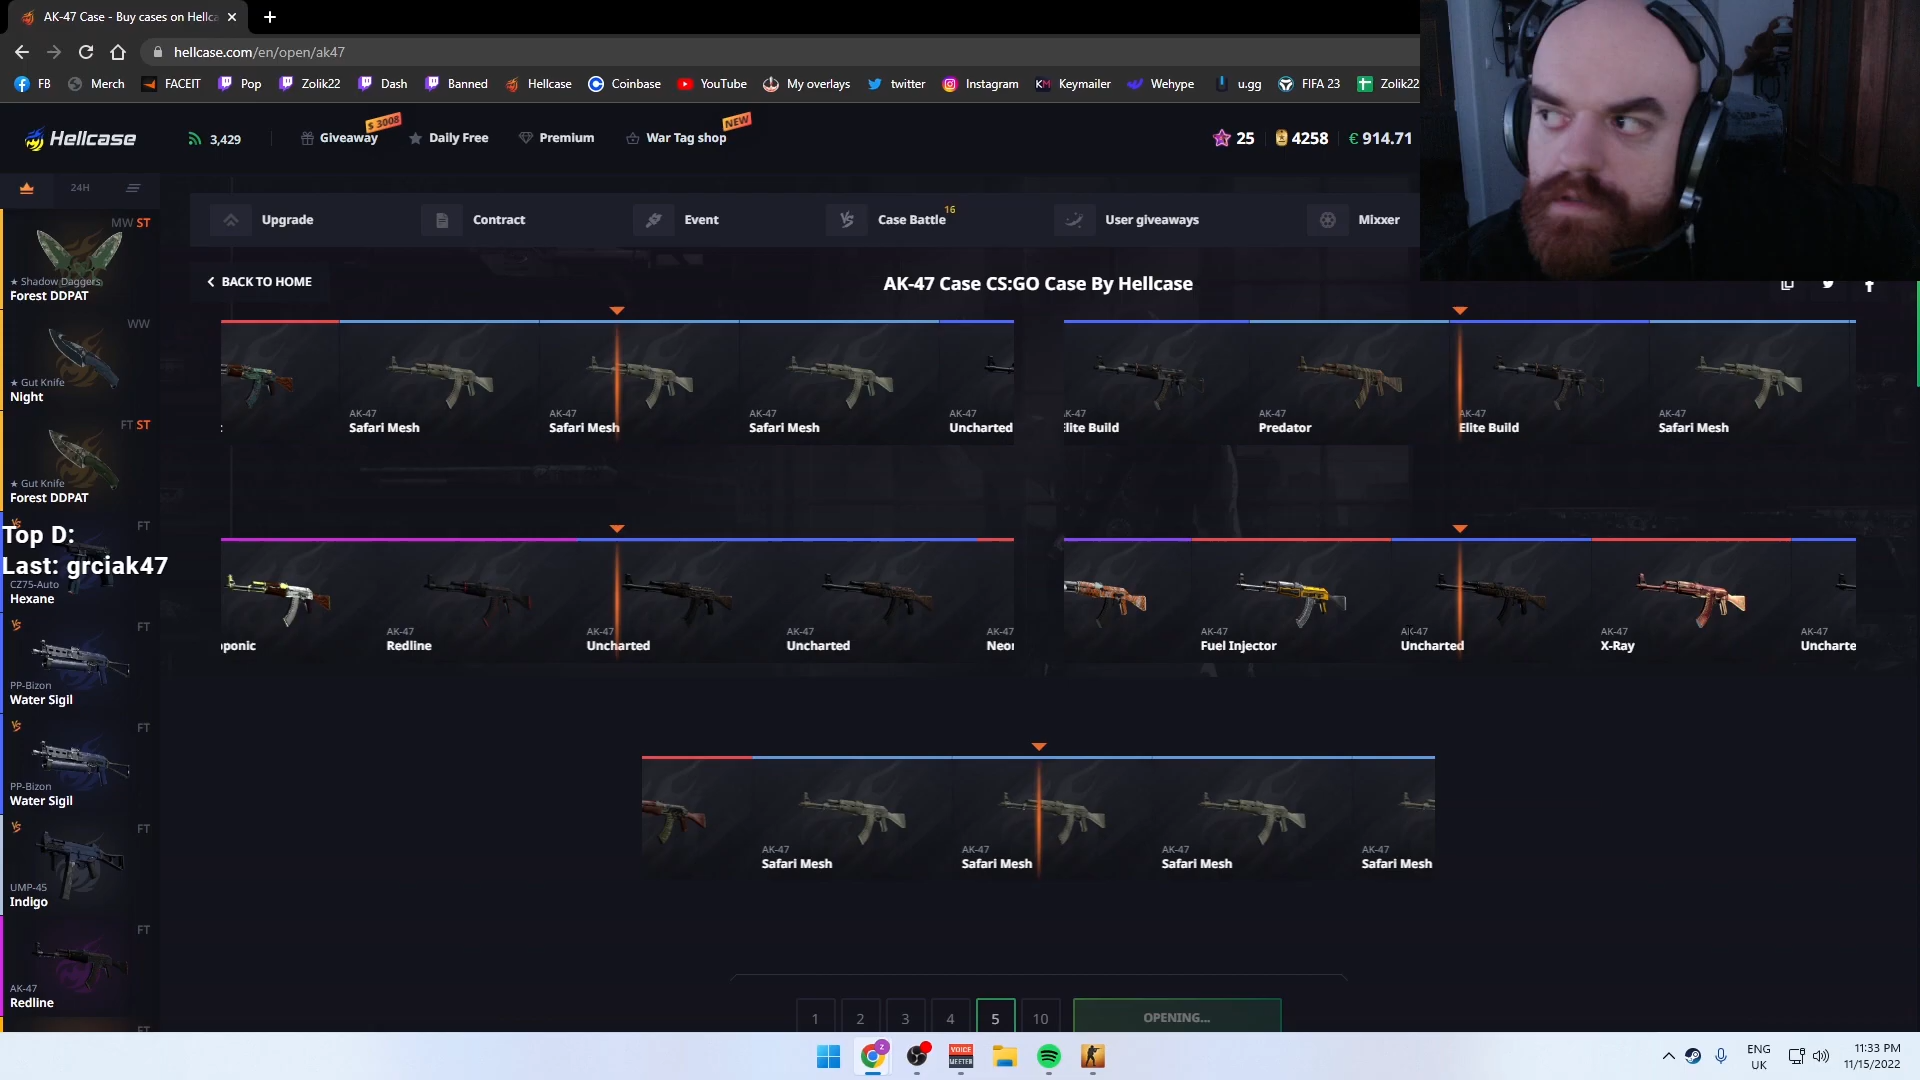 AK-47 Case - Buy cases on Hellca
hellcase.com/en/open/ak47
FB Merch FACEIT Pop Zolik22 Dash Banned Hellcase Coinbase YouTube My overlays twitter Instagram Keymailer Wehype u.gg FIFA 23 Zolik22
Hellcase 3,429 Giveaway $ 3008 Daily Free Premium War Tag shop NEW 25 4258 € 914.71
24H
Upgrade Contract Event Case Battle 16 User giveaways Mixxer
BACK TO HOME
AK-47 Case CS:GO Case By Hellcase
MW ST
★ Shadow Daggers
Forest DDPAT
WW
★ Gut Knife
Night
FT ST
★ Gut Knife
Forest DDPAT
FT
Top D:
Last: grciak47
CZ75-Auto
Hexane
FT
PP-Bizon
Water Sigil
FT
PP-Bizon
Water Sigil
FT
UMP-45
Indigo
FT
AK-47
Redline
FT
AK-47 AK-47 AK-47 AK-47
Safari Mesh Safari Mesh Safari Mesh Uncharted
AK-47 AK-47 AK-47 AK-47
Elite Build Predator Elite Build Safari Mesh
AK-47 AK-47 AK-47 AK-47
ponic Redline Uncharted Uncharted Neon
AK-47 AK-47 AK-47 AK-47
Fuel Injector Uncharted X-Ray Uncharte
AK-47 AK-47 AK-47 AK-47
Safari Mesh Safari Mesh Safari Mesh Safari Mesh
1 2 3 4 5 10 OPENING...
VOICE
MEETER
ENG
UK
11:33 PM
11/15/2022